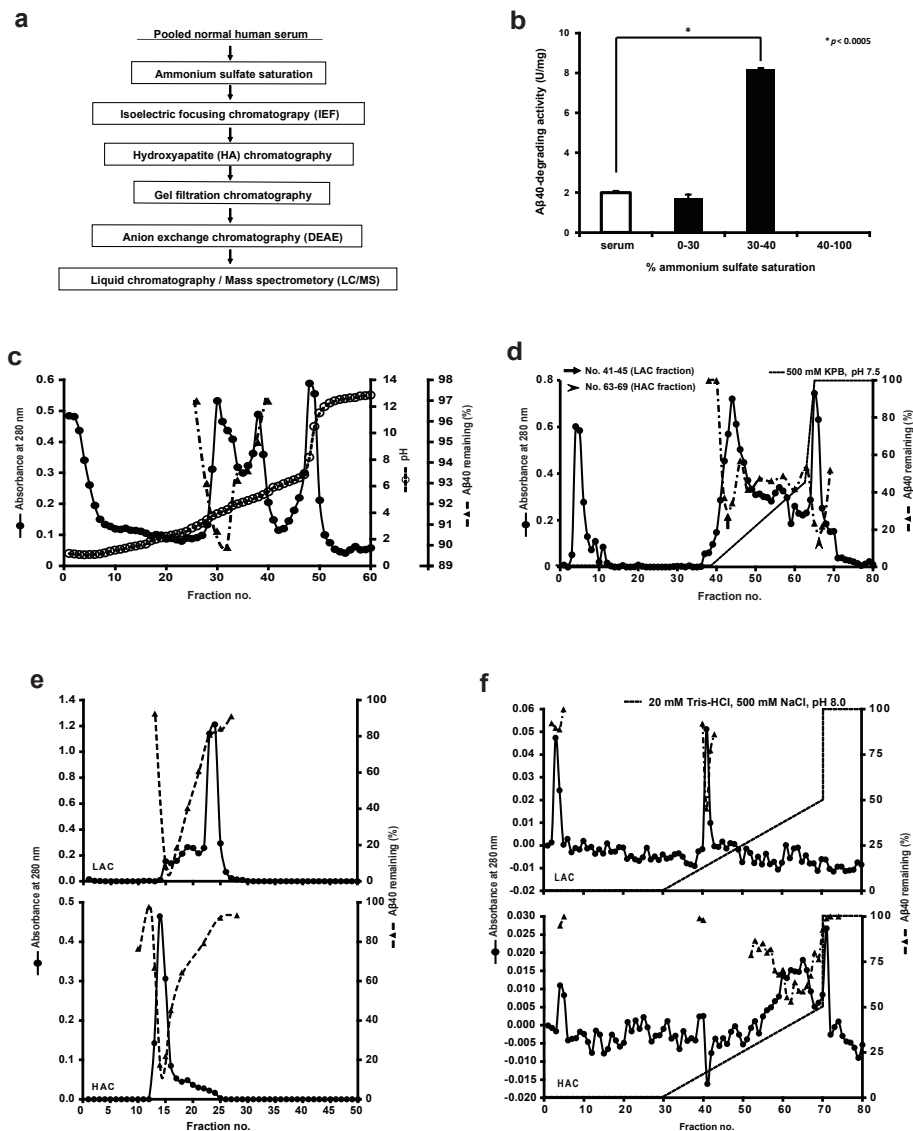 a
Pooled normal human serum
Ammonium sulfate saturation
Isoelectric focusing chromatograpy (IEF)
Hydroxyapatite (HA) chromatography
Gel filtration chromatography
Anion exchange chromatography (DEAE)
Liquid chromatography / Mass spectrometory (LC/MS)
b
Aβ40-degrading activity (U/mg)
10
8
6
4
2
0
*
* p < 0.0005
serum 0-30 30-40 40-100
% ammonium sulfate saturation
c
Absorbance at 280 nm
0.6
0.5
0.4
0.3
0.2
0.1
0
14
12
10
8
6
4
2
0
pH
98
97
96
95
94
93
92
91
90
89
Aβ40 remaining (%)
0 10 20 30 40 50 60
Fraction no.
d
No. 41-45 (LAC fraction)
No. 63-69 (HAC fraction)
500 mM KPB, pH 7.5
Absorbance at 280 nm
0.8
0.6
0.4
0.2
0
100
80
60
40
20
0
Aβ40 remaining (%)
0 10 20 30 40 50 60 70 80
Fraction no.
e
1.4
1.2
1.0
0.8
0.6
0.4
0.2
0.0
LAC
100
80
60
40
20
0
Absorbance at 280 nm
Aβ40 remaining (%)
0.5
0.4
0.3
0.2
0.1
0.0
HAC
100
80
60
40
20
0
0 10 20 30 40 50
Fraction no.
f
20 mM Tris-HCl, 500 mM NaCl, pH 8.0
0.06
0.05
0.04
0.03
0.02
0.01
0.00
-0.01
-0.02
LAC
100
75
50
25
0
Absorbance at 280 nm
Aβ40 remaining (%)
0.030
0.025
0.020
0.015
0.010
0.005
0.000
-0.005
-0.010
-0.015
-0.020
HAC
100
75
50
25
0
0 10 20 30 40 50 60 70 80
Fraction no.